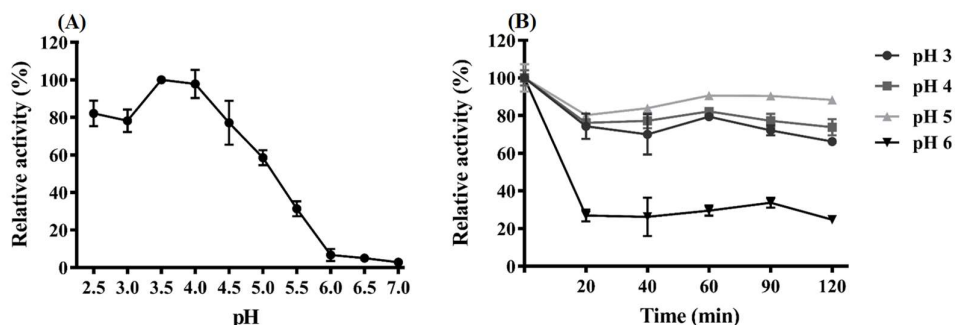 (A)
Relative activity (%)
120
100
80
60
40
20
0
2.5 3.0 3.5 4.0 4.5 5.0 5.5 6.0 6.5 7.0
pH
(B)
Relative activity (%)
120
100
80
60
40
20
0
20 40 60 90 120
Time (min)
pH 3
pH 4
pH 5
pH 6